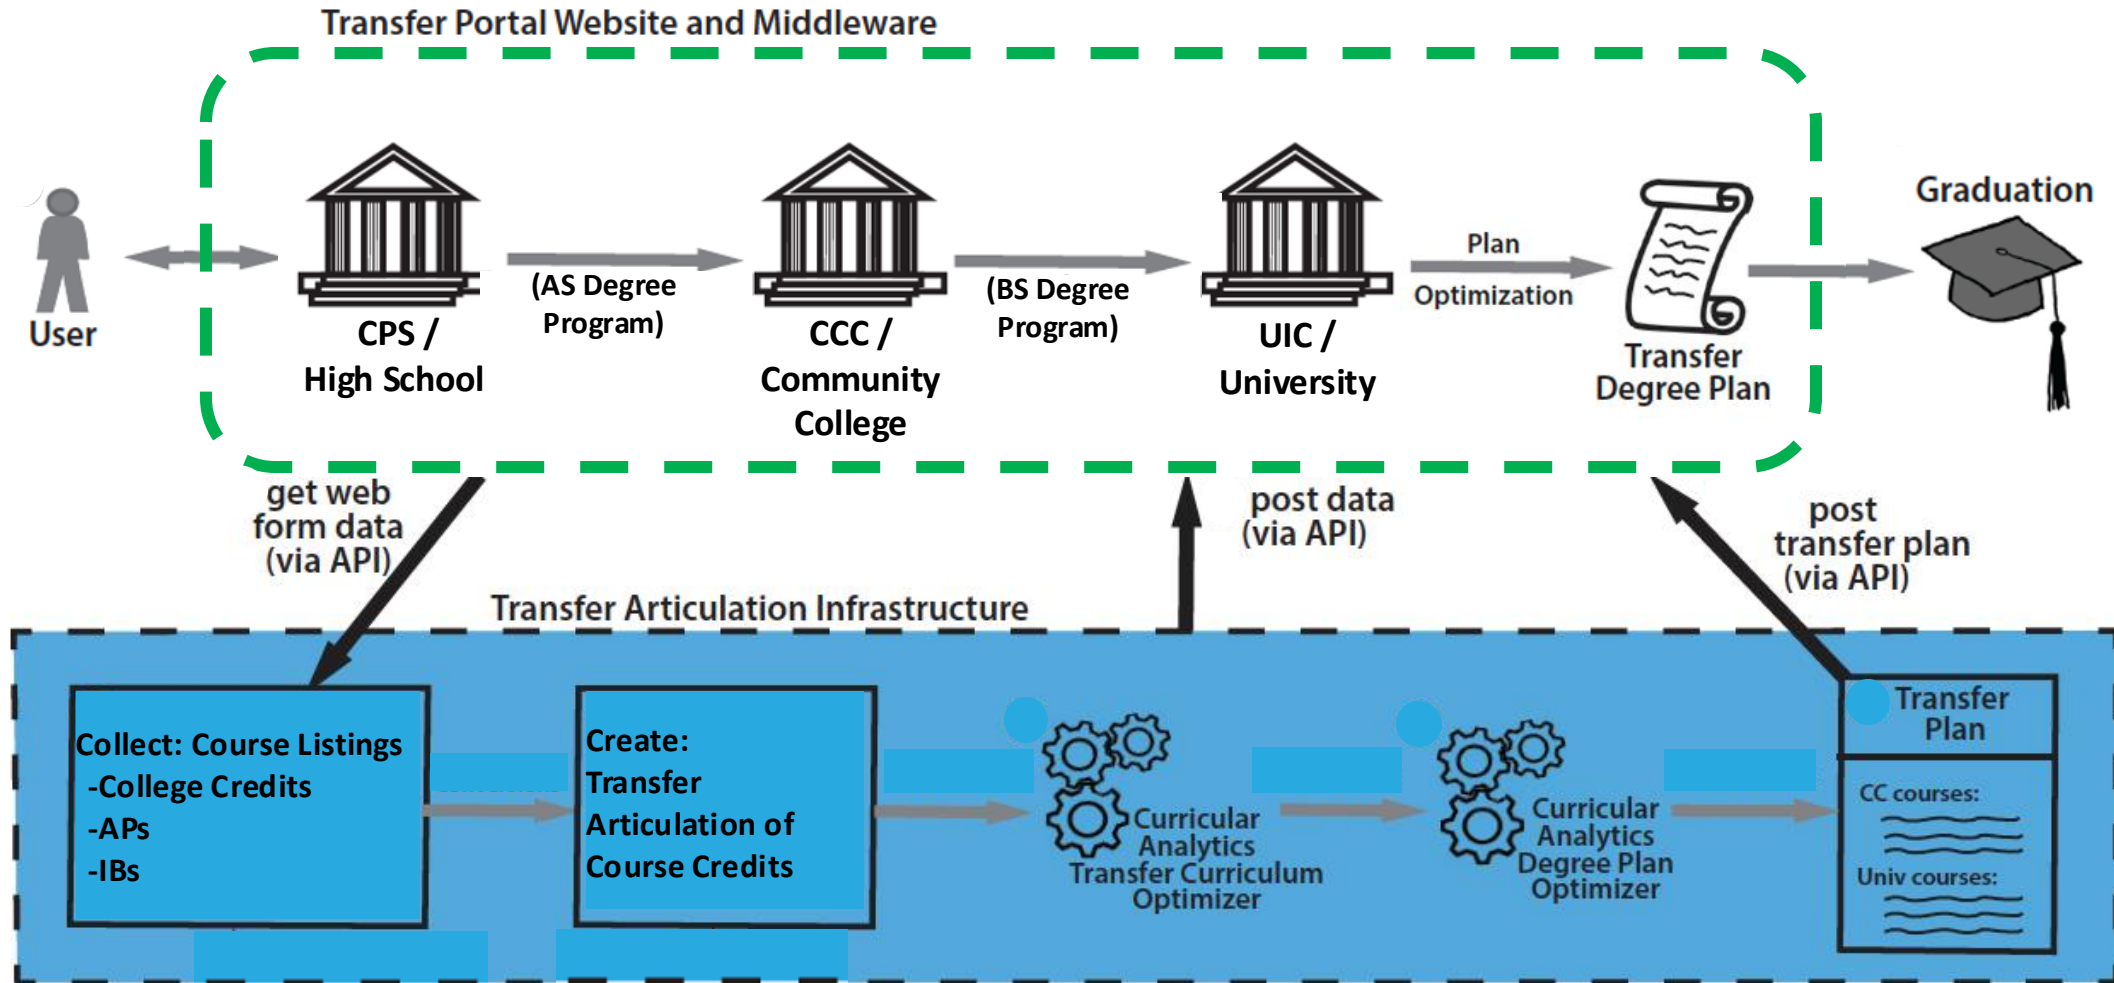 Transfer Portal Website and Middleware
User
CPS /
High School
(AS Degree
Program)
CCC /
Community
College
(BS Degree
Program)
UIC /
University
Plan
Optimization
Transfer
Degree Plan
Graduation
get web
form data
(via API)
post data
(via API)
post
transfer plan
(via API)
Transfer Articulation Infrastructure
Collect: Course Listings
-College Credits
-APs
-IBs
Create:
Transfer
Articulation of
Course Credits
Curricular
Analytics
Transfer Curriculum
Optimizer
Curricular
Analytics
Degree Plan
Optimizer
Transfer
Plan
CC courses:
Univ courses: